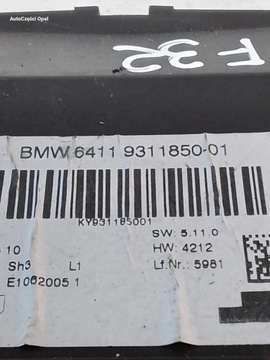 AutoCzęści Opel
F32
BMW 6411 9311850-01
KY931185001
SW: 5.11.0
10 HW: 4212
Sh3 L1 Lf.Nr.: 5981
E1062005 1